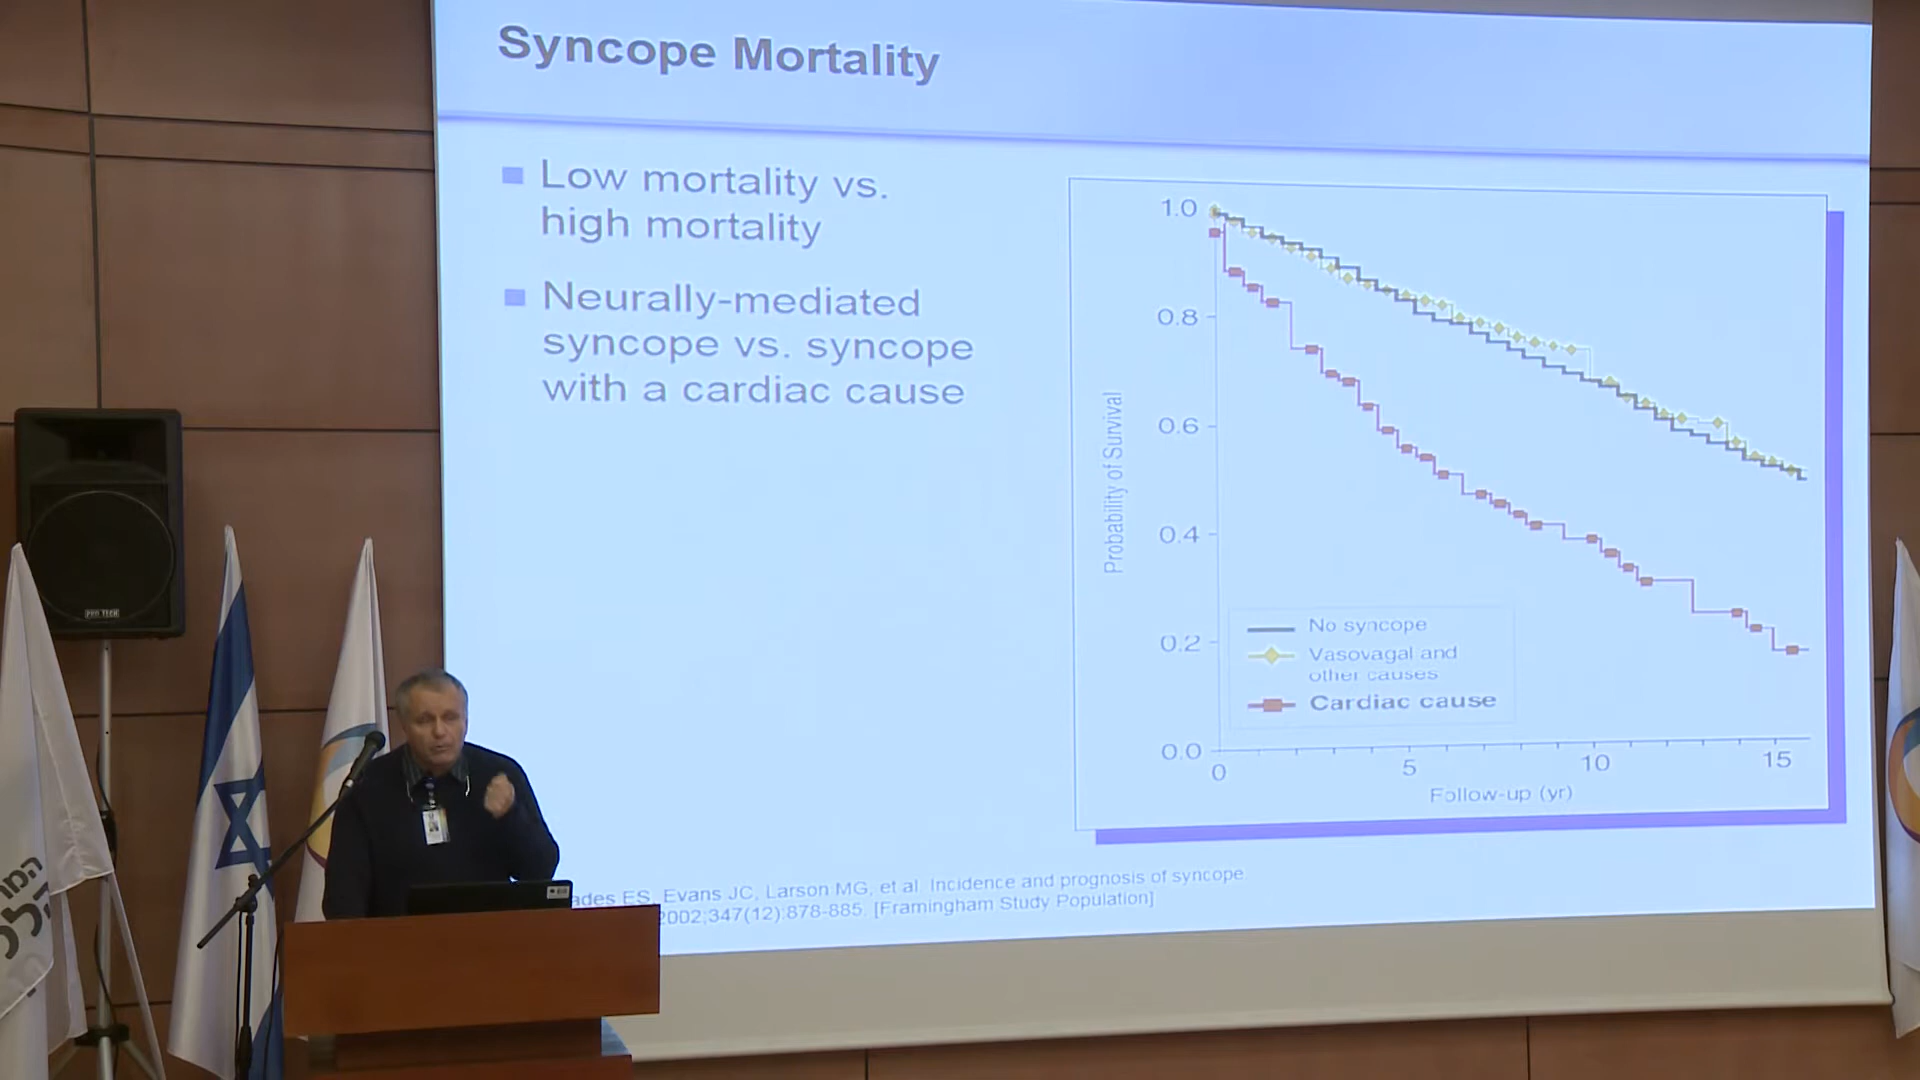 Syncope Mortality
Low mortality vs.
high mortality
Neurally-mediated
syncope vs. syncope
with a cardiac cause
1.0
0.8
0.6
0.4
0.2
0.0
Probability of Survival
No syncope
Vasovagal and
other causes
Cardiac cause
0
5
10
15
Follow-up (yr)
ades ES, Evans JC, Larson MG, et al. Incidence and prognosis of syncope
2002;347(12):878-885. [Framingham Study Population]
PRO TECH